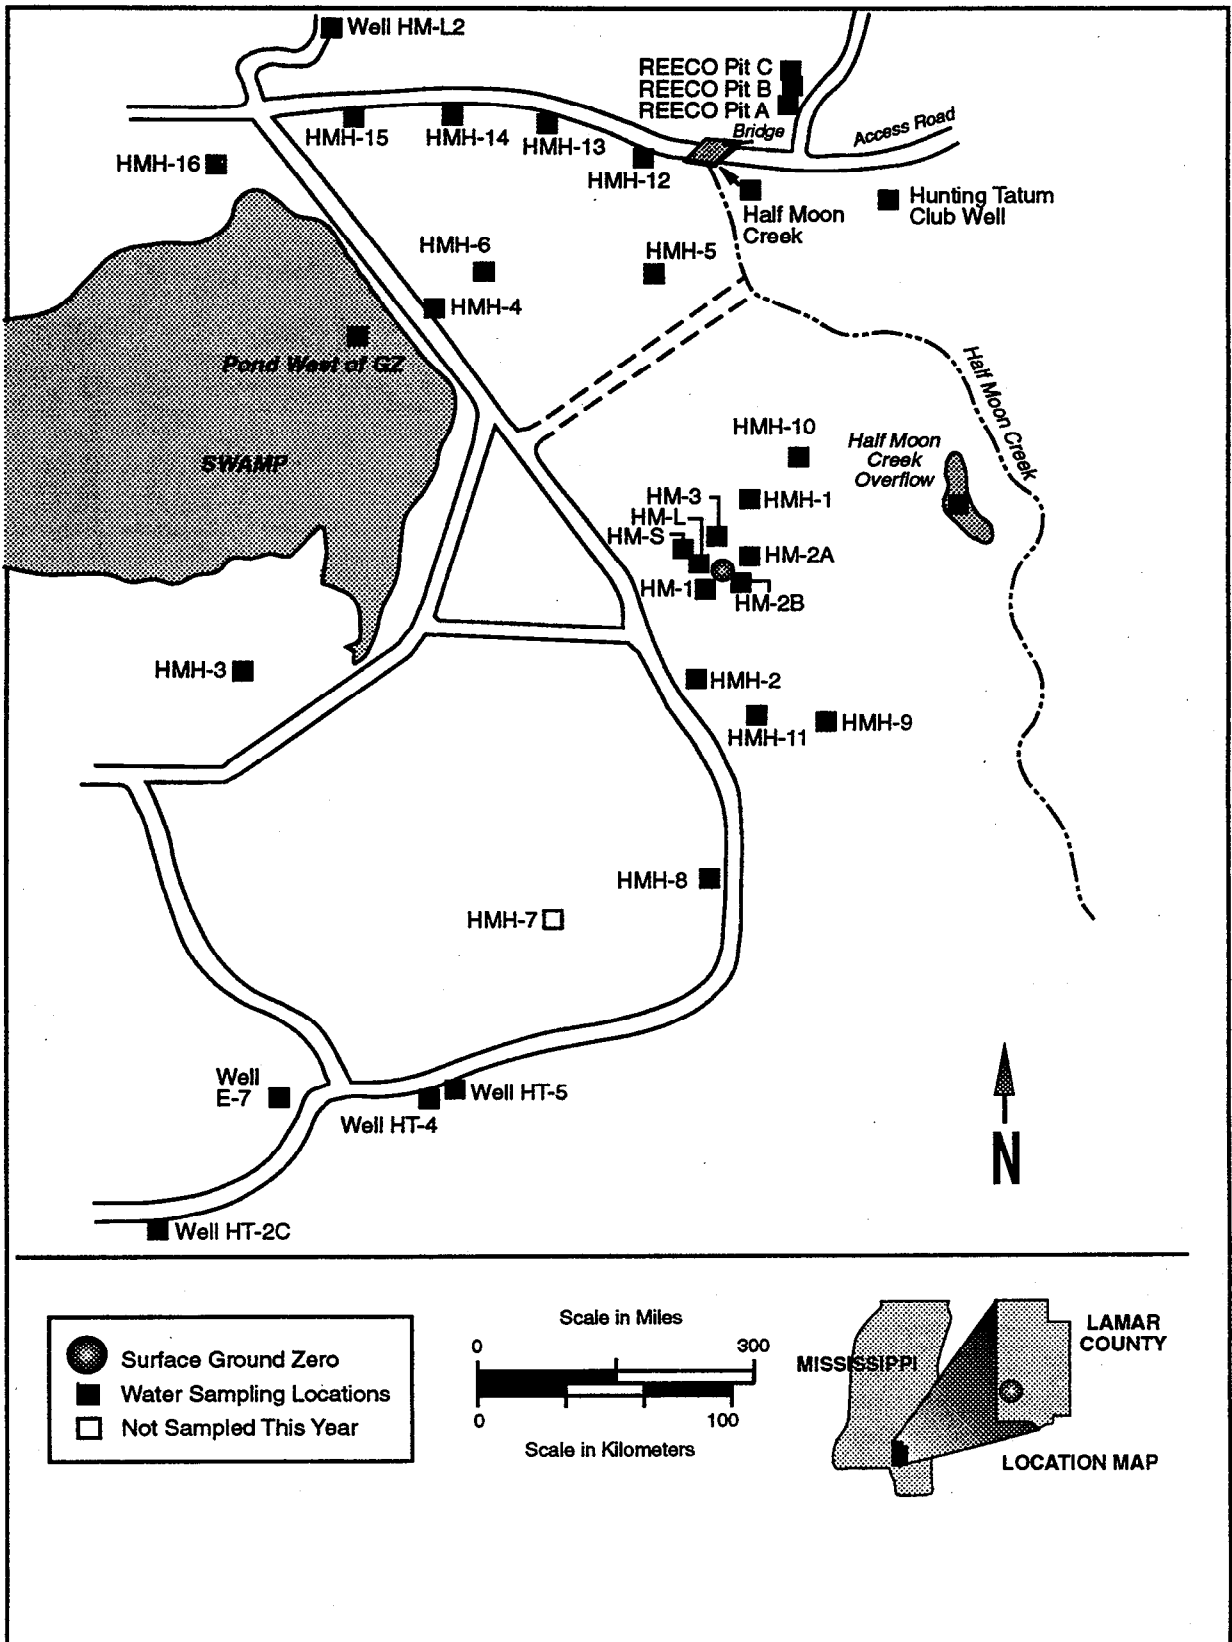 Well HM-L2
REECO Pit C
REECO Pit B
REECO Pit A
Bridge
Access Road
HMH-15
HMH-14
HMH-13
HMH-12
HMH-16
Half Moon
Creek
Hunting Tatum
Club Well
HMH-6
HMH-5
HMH-4
Pond West of GZ
SWAMP
Half Moon Creek
HMH-10
Half Moon
Creek
Overflow
HM-3
HMH-1
HM-L
HM-S
HM-2A
HM-1
HM-2B
HMH-3
HMH-2
HMH-11
HMH-9
HMH-8
HMH-7
Well
E-7
Well HT-5
Well HT-4
N
Well HT-2C
Surface Ground Zero
Water Sampling Locations
Not Sampled This Year
Scale in Miles
0 300
0 100
Scale in Kilometers
MISSISSIPPI
LAMAR
COUNTY
LOCATION MAP